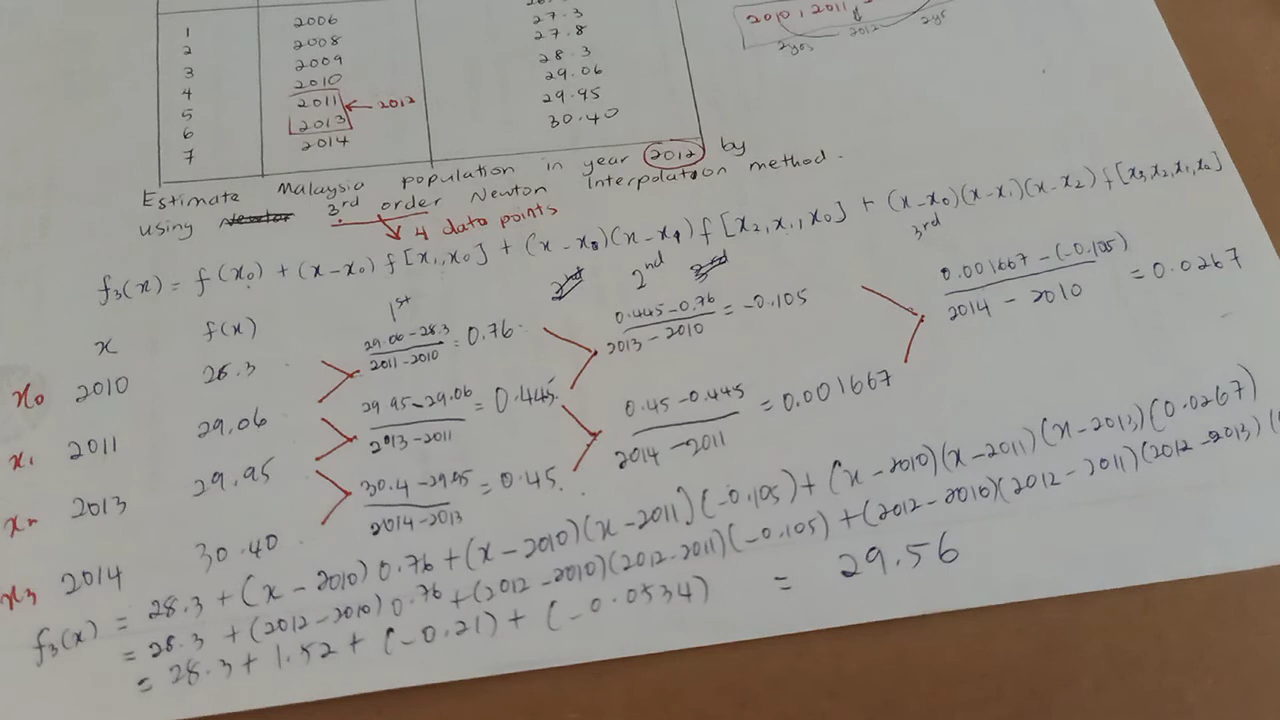 27.3
1 2006 27.8
2 2008 28.3
3 2009 29.06
4 2010 29.95
5 2011 ← 2012 30.40
6 2013
7 2014
2010, 2011
2yrs 2012 2yrs
Estimate Malaysia population in year 2012 by
using Newton 3rd order Newton Interpolation method.
4 data points
f3(x) = f(x0) + (x-x0) f[x1,x0] + (x-x0)(x-x1) f[x2,x1,x0] + (x-x0)(x-x1)(x-x2) f[x3,x2,x1,x0]
x f(x) 1st 2nd 2nd 3rd 3rd
x0 2010 28.3 29.06-28.3/2011-2010 = 0.76 0.445-0.76/2013-2010 = -0.105 0.001667-(-0.105)/2014-2010 = 0.0267
x1 2011 29.06 29.95-29.06/2013-2011 = 0.445 0.45-0.445/2014-2011 = 0.001667
x2 2013 29.95 30.4-29.95/2014-2013 = 0.45
x3 2014 30.40
f3(x) = 28.3 + (x-2010) 0.76 + (x-2010)(x-2011)(-0.105) + (x-2010)(x-2011)(x-2013)(0.0267)
= 28.3 + (2012-2010) 0.76 + (2012-2010)(2012-2011)(-0.105) + (2012-2010)(2012-2011)(2012-2013)(
= 28.3 + 1.52 + (-0.21) + (-0.0534) = 29.56